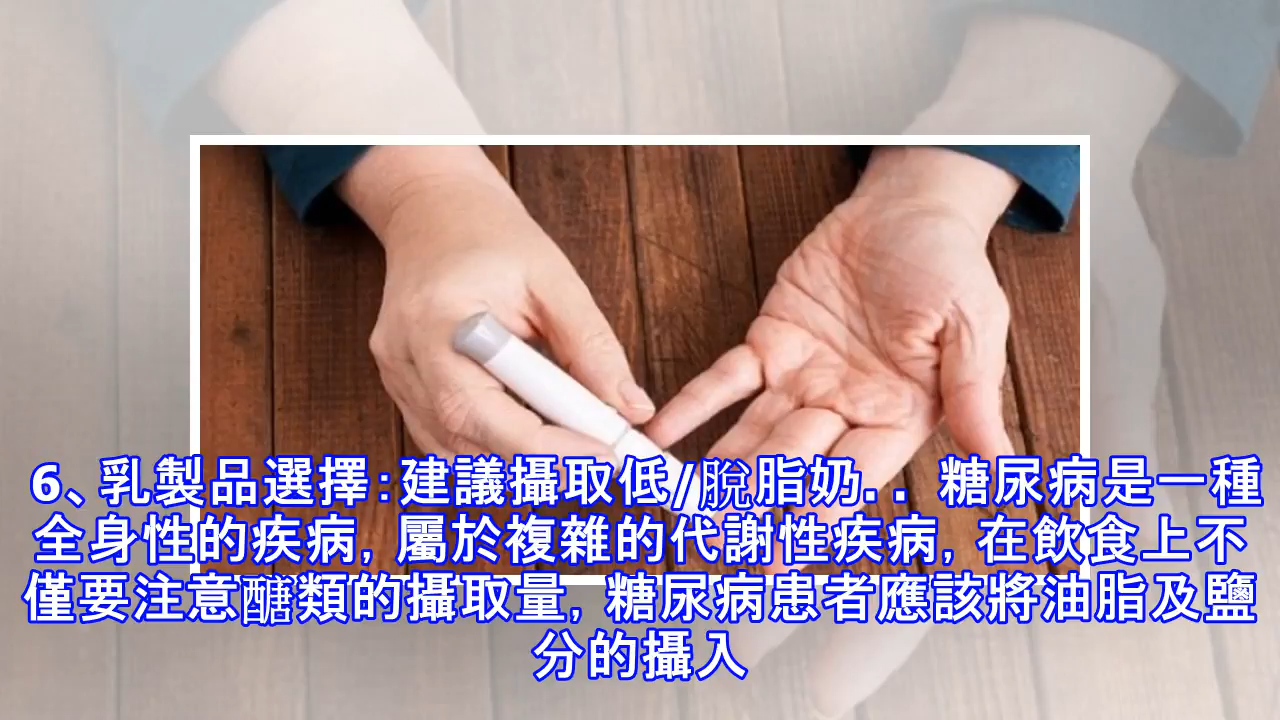 6、乳製品選擇:建議攝取低/脫脂奶.. 糖尿病是一種
全身性的疾病, 屬於複雜的代謝性疾病, 在飲食上不
僅要注意醣類的攝取量, 糖尿病患者應該將油脂及鹽
分的攝入